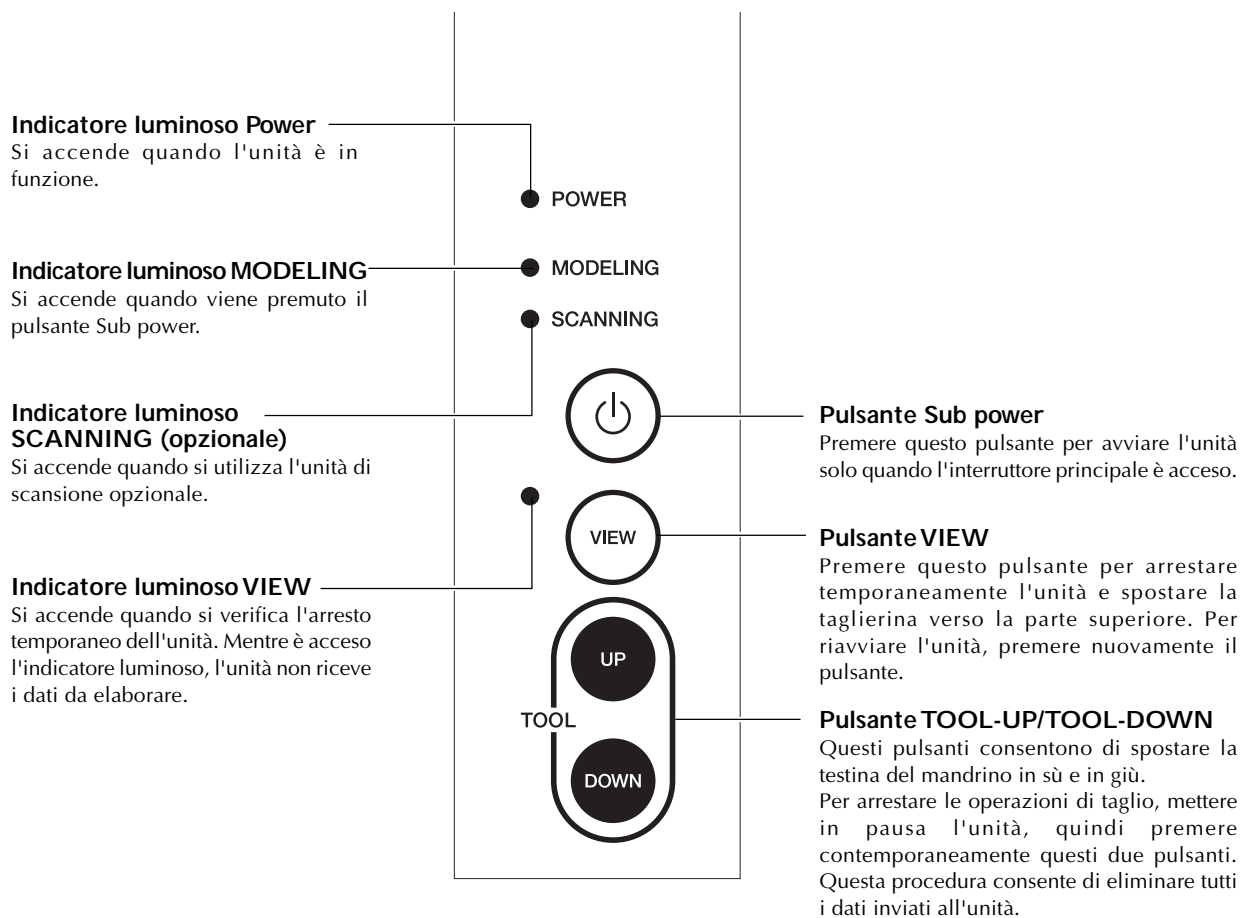 Indicatore luminoso Power
Si accende quando l'unità è in
funzione.
Indicatore luminoso MODELING
Si accende quando viene premuto il
pulsante Sub power.
Indicatore luminoso
SCANNING (opzionale)
Si accende quando si utilizza l'unità di
scansione opzionale.
Indicatore luminoso VIEW
Si accende quando si verifica l'arresto
temporaneo dell'unità. Mentre è acceso
l'indicatore luminoso, l'unità non riceve
i dati da elaborare.
POWER
MODELING
SCANNING
VIEW
UP
TOOL
DOWN
Pulsante Sub power
Premere questo pulsante per avviare l'unità
solo quando l'interruttore principale è acceso.
Pulsante VIEW
Premere questo pulsante per arrestare
temporaneamente l'unità e spostare la
taglierina verso la parte superiore. Per
riavviare l'unità, premere nuovamente il
pulsante.
Pulsante TOOL-UP/TOOL-DOWN
Questi pulsanti consentono di spostare la
testina del mandrino in sù e in giù.
Per arrestare le operazioni di taglio, mettere
in pausa l'unità, quindi premere
contemporaneamente questi due pulsanti.
Questa procedura consente di eliminare tutti
i dati inviati all'unità.